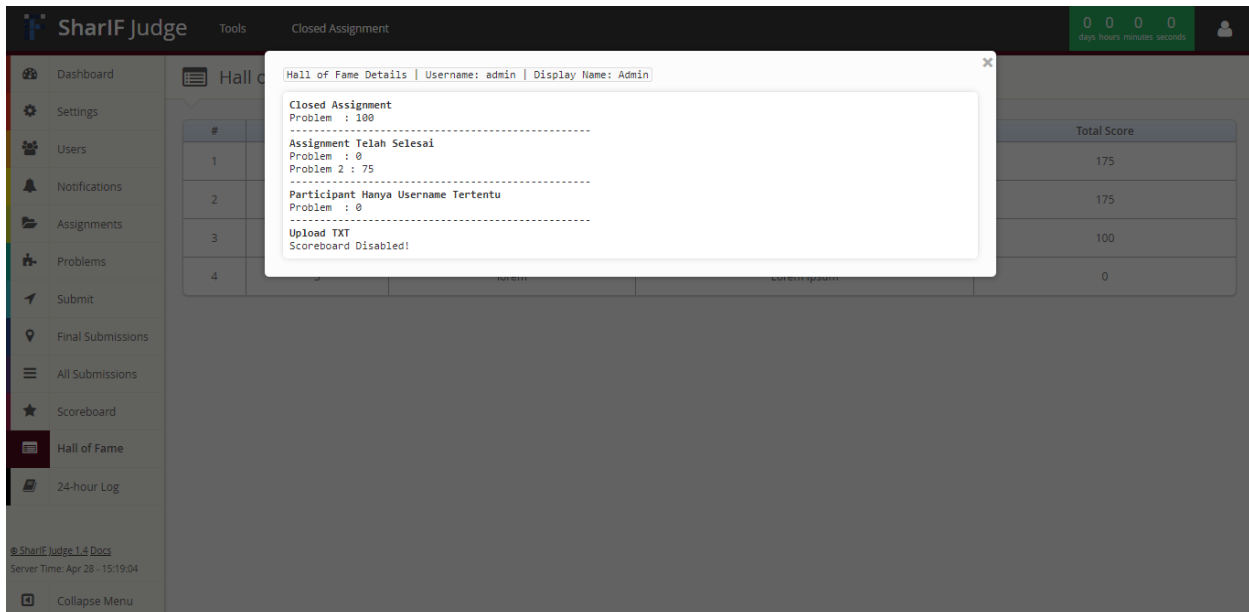 SharIF Judge Tools Closed Assignment
0 0 0 0
days hours minutes seconds
Dashboard
Settings
Users
Notifications
Assignments
Problems
Submit
Final Submissions
All Submissions
Scoreboard
Hall of Fame
24-hour Log
© SharIF Judge 1.4 Docs
Server Time: Apr 28 - 15:19:04
Collapse Menu
Hall o
Hall of Fame Details | Username: admin | Display Name: Admin
×
Closed Assignment
Problem : 100
-------------------------------------------------
Assignment Telah Selesai
Problem : 0
Problem 2 : 75
-------------------------------------------------
Participant Hanya Username Tertentu
Problem : 0
-------------------------------------------------
Upload TXT
Scoreboard Disabled!
# Total Score
1 175
2 175
3 100
4 lorem Lorem Ipsum 0